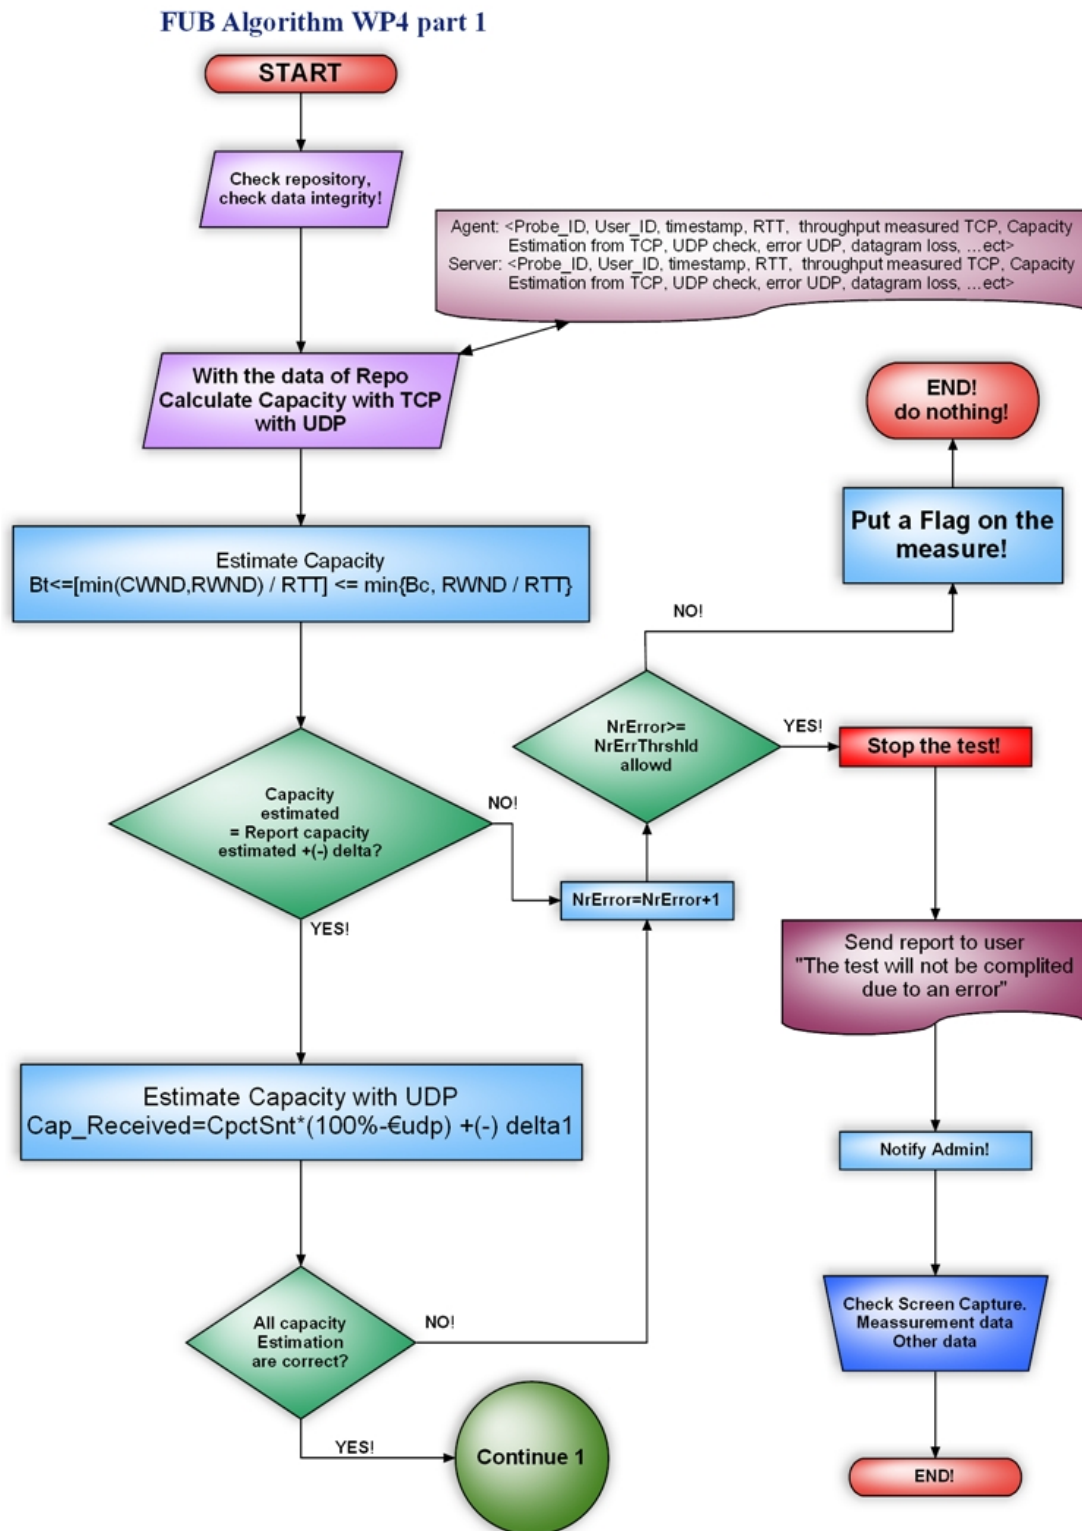 FUB Algorithm WP4 part 1
START
Check repository,
check data integrity!
Agent: <Probe_ID, User_ID, timestamp, RTT, throughput measured TCP, Capacity
Estimation from TCP, UDP check, error UDP, datagram loss, ...ect>
Server: <Probe_ID, User_ID, timestamp, RTT, throughput measured TCP, Capacity
Estimation from TCP, UDP check, error UDP, datagram loss, ...ect>
With the data of Repo
Calculate Capacity with TCP
with UDP
END!
do nothing!
Put a Flag on the
measure!
Estimate Capacity
Bt<=[min(CWND,RWND) / RTT] <= min{Bc, RWND / RTT}
NO!
NrError>=
NrErrThrshld
allowd
YES!
Stop the test!
Capacity
estimated
= Report capacity
estimated +(-) delta?
NO!
NrError=NrError+1
YES!
Send report to user
"The test will not be complited
due to an error"
Estimate Capacity with UDP
Cap_Received=CpctSnt*(100%-€udp) +(-) delta1
Notify Admin!
All capacity
Estimation
are correct?
NO!
Check Screen Capture.
Meassurement data
Other data
YES!
Continue 1
END!